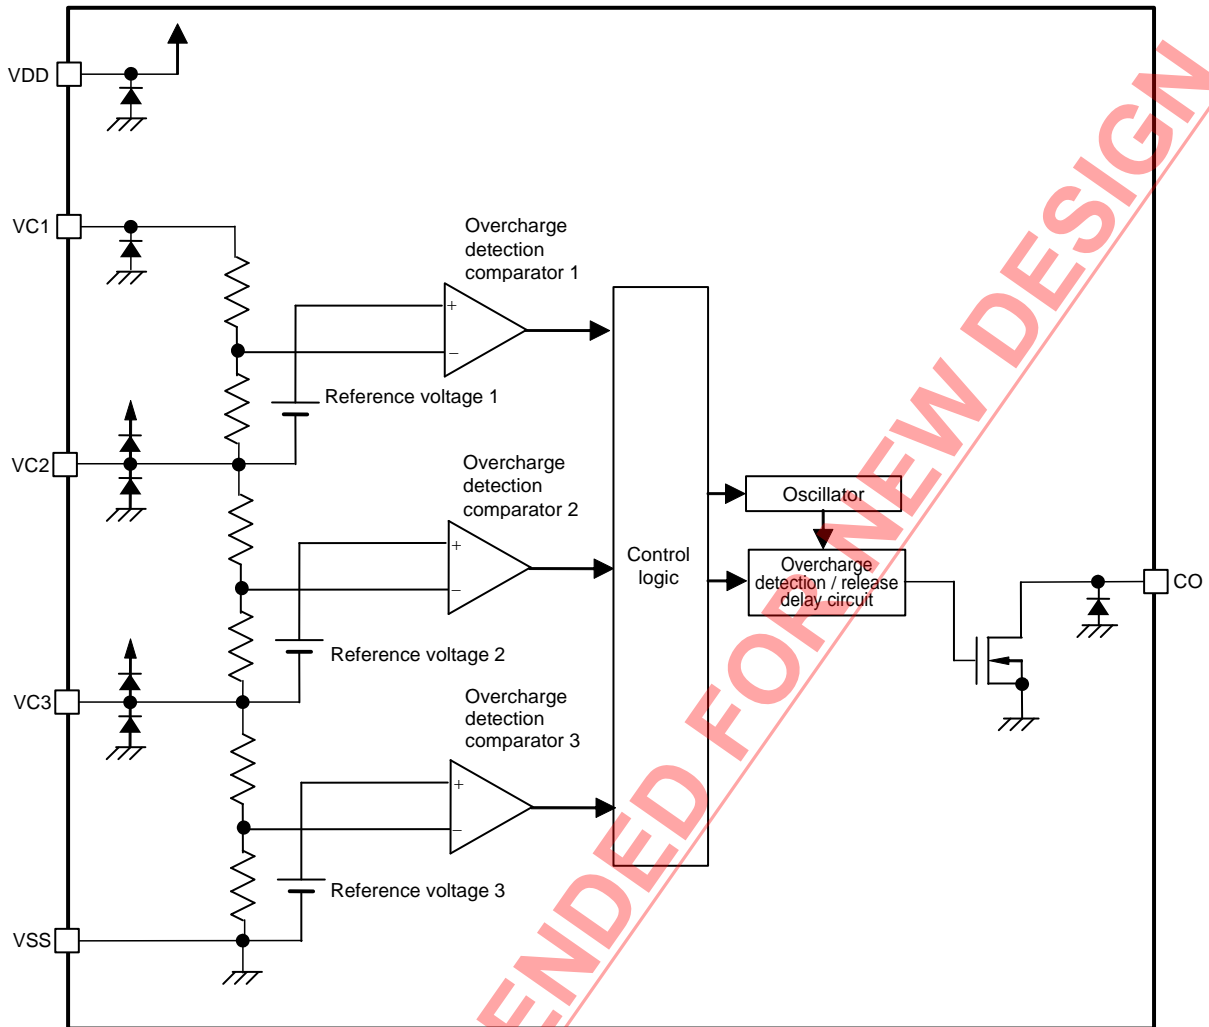 VDD
VC1
Overcharge
detection
comparator 1
+
−
Reference voltage 1
VC2
Overcharge
detection
comparator 2
+
−
Reference voltage 2
Control
logic
Oscillator
Overcharge
detection / release
delay circuit
CO
VC3
Overcharge
detection
comparator 3
+
−
Reference voltage 3
VSS
ENDED FOR NEW DESIGN